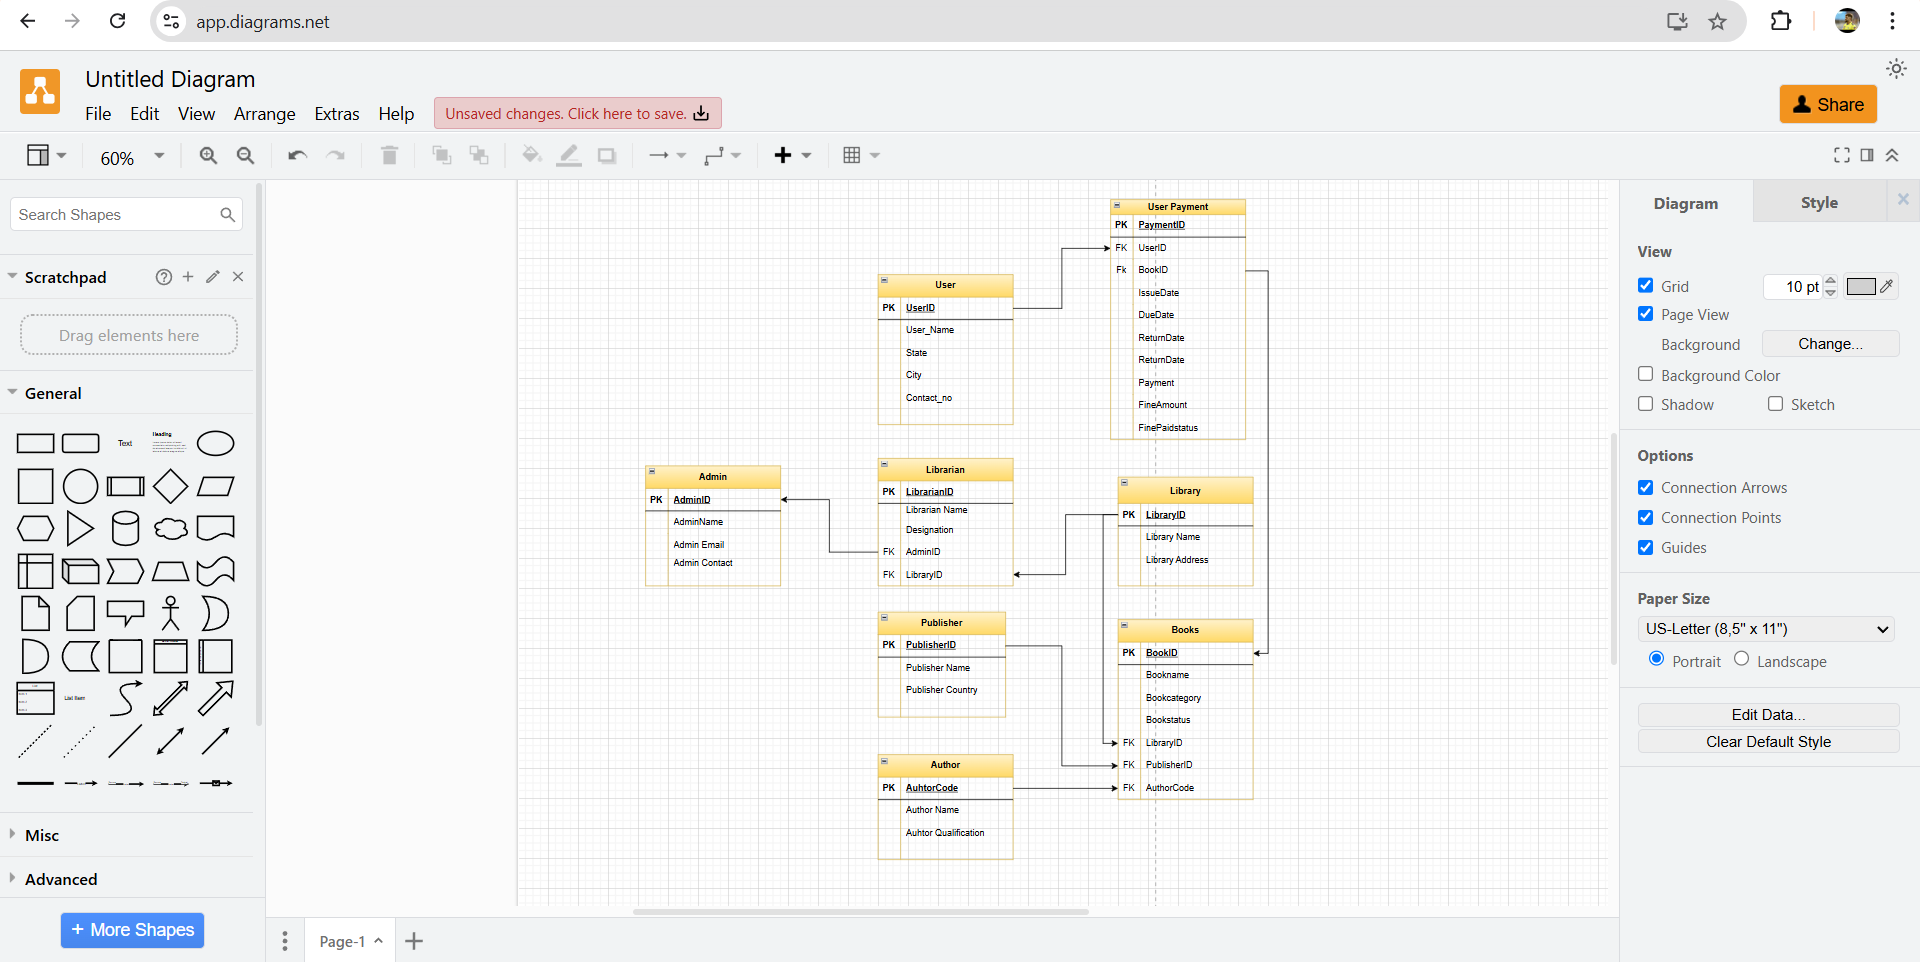 app.diagrams.net
Untitled Diagram
File Edit View Arrange Extras Help
Unsaved changes. Click here to save.
Share
60%
Search Shapes
Scratchpad
Drag elements here
General
Text
Heading
List Item
Misc
Advanced
+ More Shapes
User Payment
PK PaymentID
FK UserID
Fk BookID
IssueDate
DueDate
ReturnDate
ReturnDate
Payment
FineAmount
FinePaidstatus
User
PK UserID
User_Name
State
City
Contact_no
Admin
PK AdminID
AdminName
Admin Email
Admin Contact
Librarian
PK LibrarianID
Librarian Name
Designation
FK AdminID
FK LibraryID
Library
PK LibraryID
Library Name
Library Address
Publisher
PK PublisherID
Publisher Name
Publisher Country
Books
PK BookID
Bookname
Bookcategory
Bookstatus
FK LibraryID
FK PublisherID
FK AuthorCode
Author
PK AuhtorCode
Author Name
Auhtor Qualification
Page-1
Diagram
Style
View
Grid
10 pt
Page View
Background
Change...
Background Color
Shadow
Sketch
Options
Connection Arrows
Connection Points
Guides
Paper Size
US-Letter (8,5" x 11")
Portrait
Landscape
Edit Data...
Clear Default Style